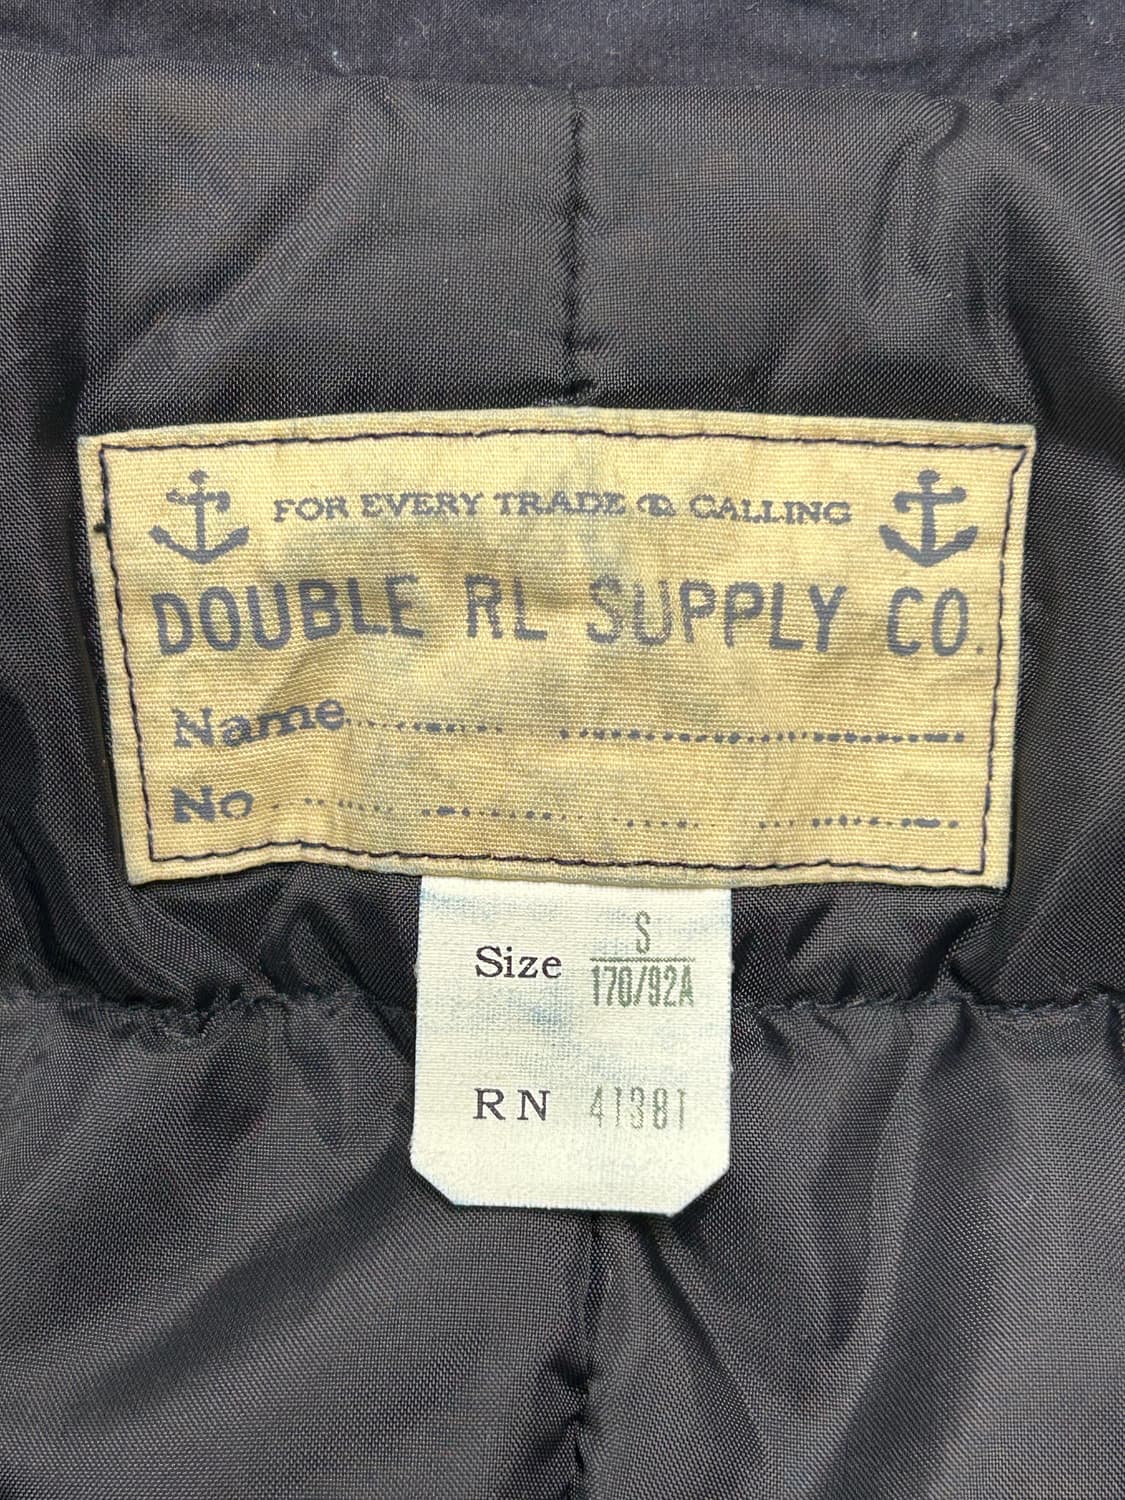 FOR EVERY TRADE & CALLING
DOUBLE RL SUPPLY CO.
Name
No
Size S
170/92A
RN 41381